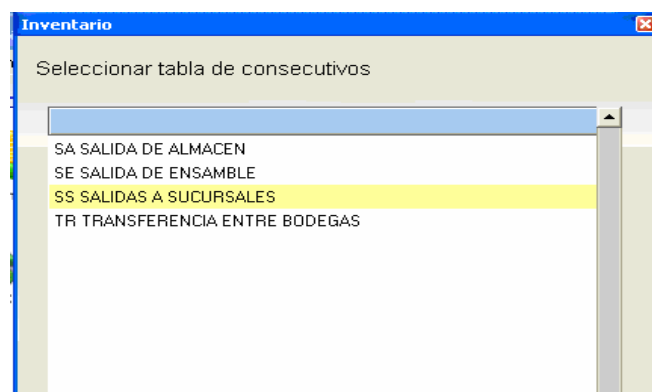 Inventario
Seleccionar tabla de consecutivos
SA SALIDA DE ALMACEN
SE SALIDA DE ENSAMBLE
SS SALIDAS A SUCURSALES
TR TRANSFERENCIA ENTRE BODEGAS